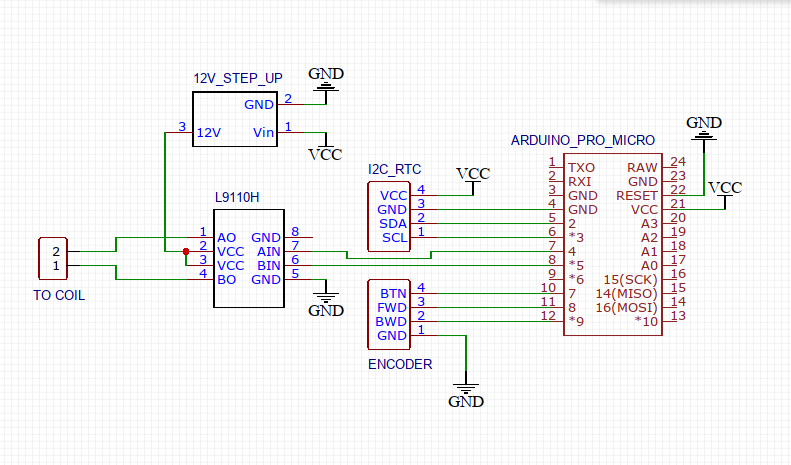 12V_STEP_UP
GND
GND 2
3 12V
Vin 1
VCC
L9110H
1 AO GND 8
2 VCC AIN 7
3 VCC BIN 6
4 BO GND 5
GND
2
1
TO COIL
I2C_RTC
VCC
VCC 4
GND 3
SDA 2
SCL 1
BTN 4
FWD 3
BWD 2
GND 1
ENCODER
GND
ARDUINO_PRO_MICRO
GND
VCC
1 TXO RAW 24
2 RXI GND 23
3 GND RESET 22
4 GND VCC 21
5 2 A3 20
6 *3 A2 19
7 4 A1 18
8 *5 A0 17
9 *6 15(SCK) 16
10 7 14(MISO) 15
11 8 16(MOSI) 14
12 *9 *10 13